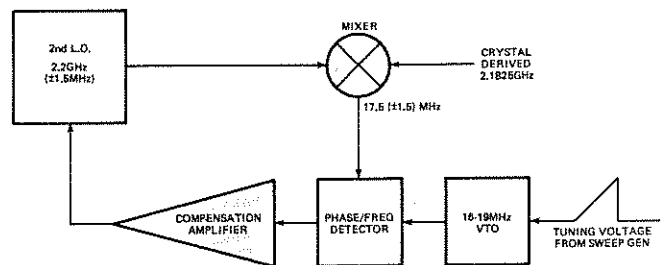 MIXER
2nd L.O.
2.2GHz
(±1.5MHz)
CRYSTAL
DERIVED
2.1825GHz
17.5 (±1.5) MHz
COMPENSATION
AMPLIFIER
PHASE/FREQ
DETECTOR
16-19MHz
VTO
TUNING VOLTAGE
FROM SWEEP GEN